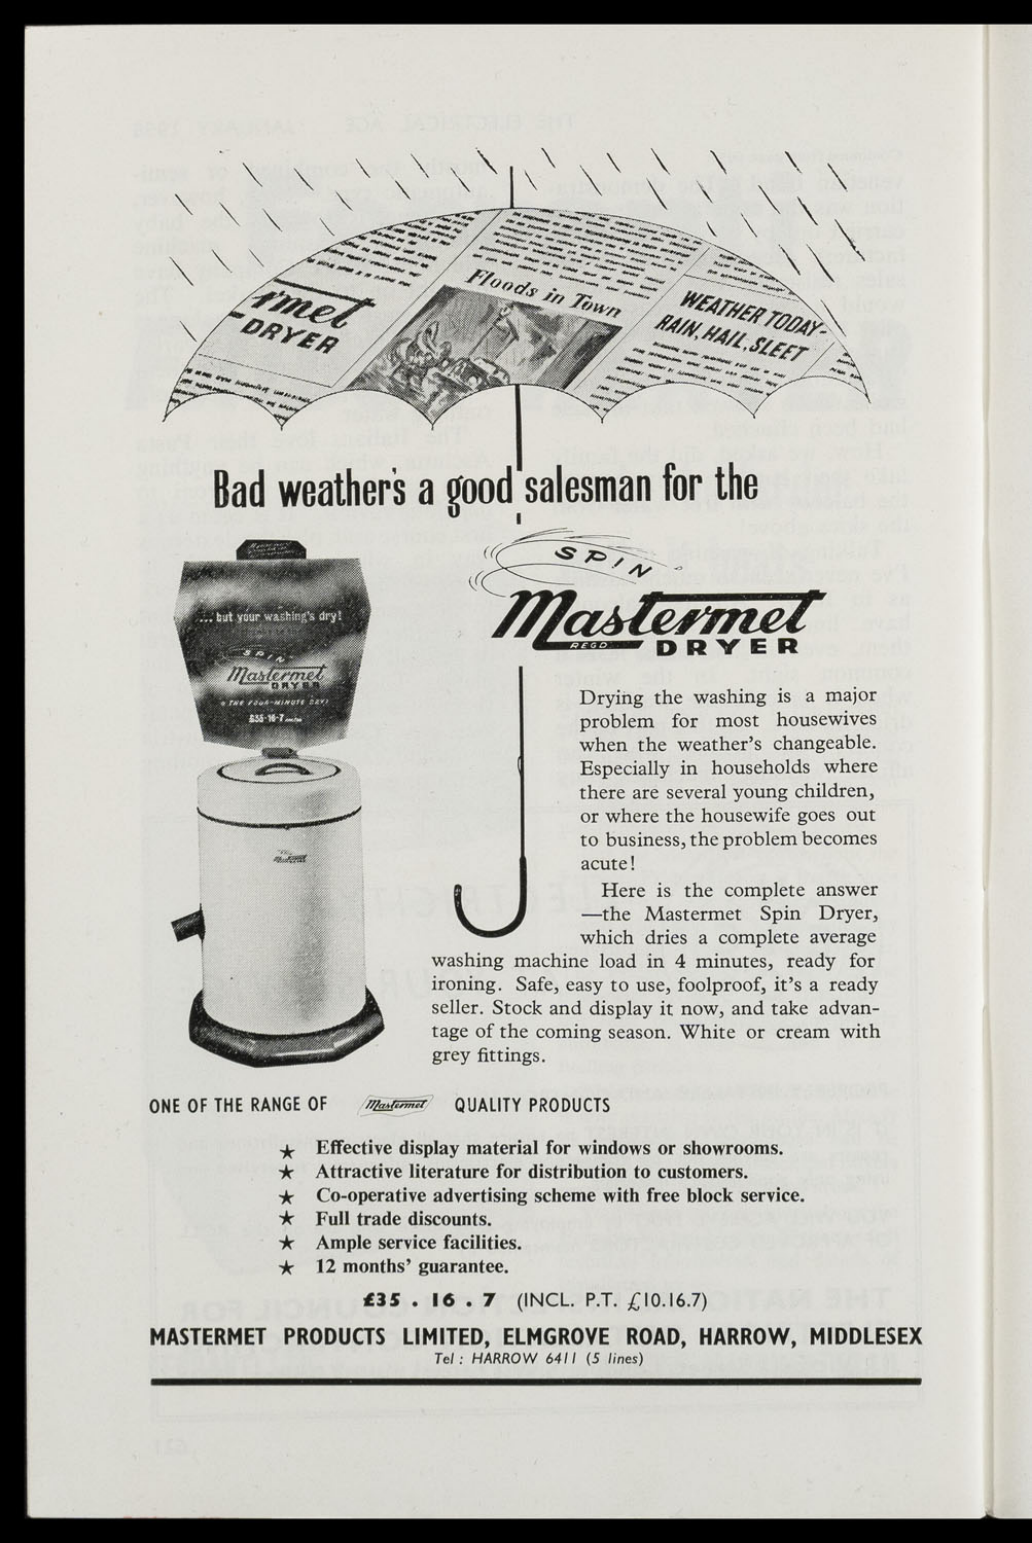 Floods in Town
rmet
DRYER
WEATHER TODAY-
RAIN, HAIL, SLEET
Bad weather's a good salesman for the
SPIN
Mastermet
REGD DRYER
... but your washing's dry!
SPIN
Mastermet
DRYER
£35-16-7
Drying the washing is a major
problem for most housewives
when the weather's changeable.
Especially in households where
there are several young children,
or where the housewife goes out
to business, the problem becomes
acute!
Here is the complete answer
—the Mastermet Spin Dryer,
which dries a complete average
washing machine load in 4 minutes, ready for
ironing. Safe, easy to use, foolproof, it's a ready
seller. Stock and display it now, and take advan-
tage of the coming season. White or cream with
grey fittings.
ONE OF THE RANGE OF Mastermet QUALITY PRODUCTS
★ Effective display material for windows or showrooms.
★ Attractive literature for distribution to customers.
★ Co-operative advertising scheme with free block service.
★ Full trade discounts.
★ Ample service facilities.
★ 12 months' guarantee.
£35 . 16 . 7 (INCL. P.T. £10.16.7)
MASTERMET PRODUCTS LIMITED, ELMGROVE ROAD, HARROW, MIDDLESEX
Tel : HARROW 6411 (5 lines)